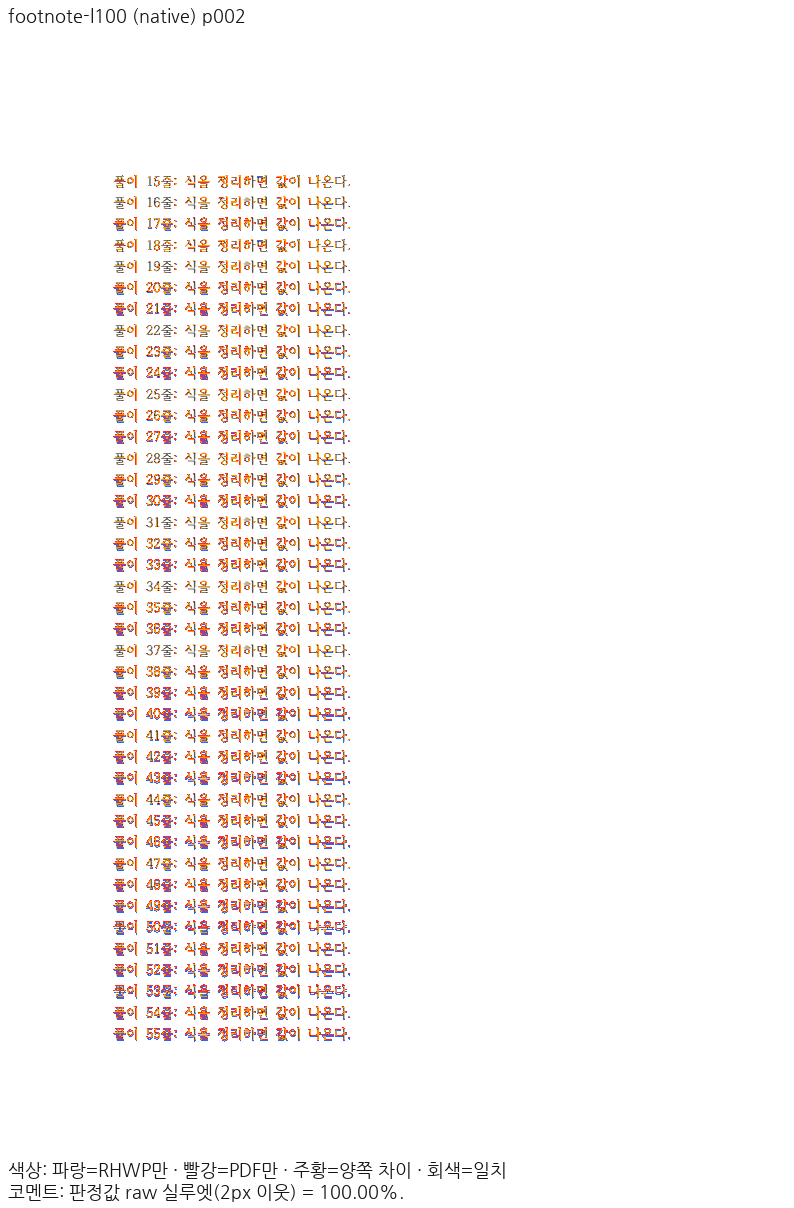 footnote-l100 (native) p002
풀이 15줄: 식을 정리하면 값이 나온다.
풀이 16줄: 식을 정리하면 값이 나온다.
풀이 17줄: 식을 정리하면 값이 나온다.
풀이 18줄: 식을 정리하면 값이 나온다.
풀이 19줄: 식을 정리하면 값이 나온다.
풀이 20줄: 식을 정리하면 값이 나온다.
풀이 21줄: 식을 정리하면 값이 나온다.
풀이 22줄: 식을 정리하면 값이 나온다.
풀이 23줄: 식을 정리하면 값이 나온다.
풀이 24줄: 식을 정리하면 값이 나온다.
풀이 25줄: 식을 정리하면 값이 나온다.
풀이 26줄: 식을 정리하면 값이 나온다.
풀이 27줄: 식을 정리하면 값이 나온다.
풀이 28줄: 식을 정리하면 값이 나온다.
풀이 29줄: 식을 정리하면 값이 나온다.
풀이 30줄: 식을 정리하면 값이 나온다.
풀이 31줄: 식을 정리하면 값이 나온다.
풀이 32줄: 식을 정리하면 값이 나온다.
풀이 33줄: 식을 정리하면 값이 나온다.
풀이 34줄: 식을 정리하면 값이 나온다.
풀이 35줄: 식을 정리하면 값이 나온다.
풀이 36줄: 식을 정리하면 값이 나온다.
풀이 37줄: 식을 정리하면 값이 나온다.
풀이 38줄: 식을 정리하면 값이 나온다.
풀이 39줄: 식을 정리하면 값이 나온다.
풀이 40줄: 식을 정리하면 값이 나온다.
풀이 41줄: 식을 정리하면 값이 나온다.
풀이 42줄: 식을 정리하면 값이 나온다.
풀이 43줄: 식을 정리하면 값이 나온다.
풀이 44줄: 식을 정리하면 값이 나온다.
풀이 45줄: 식을 정리하면 값이 나온다.
풀이 46줄: 식을 정리하면 값이 나온다.
풀이 47줄: 식을 정리하면 값이 나온다.
풀이 48줄: 식을 정리하면 값이 나온다.
풀이 49줄: 식을 정리하면 값이 나온다.
풀이 50줄: 식을 정리하면 값이 나온다.
풀이 51줄: 식을 정리하면 값이 나온다.
풀이 52줄: 식을 정리하면 값이 나온다.
풀이 53줄: 식을 정리하면 값이 나온다.
풀이 54줄: 식을 정리하면 값이 나온다.
풀이 55줄: 식을 정리하면 값이 나온다.
색상: 파랑=RHWP만 · 빨강=PDF만 · 주황=양쪽 차이 · 회색=일치
코멘트: 판정값 raw 실루엣(2px 이웃) = 100.00%.